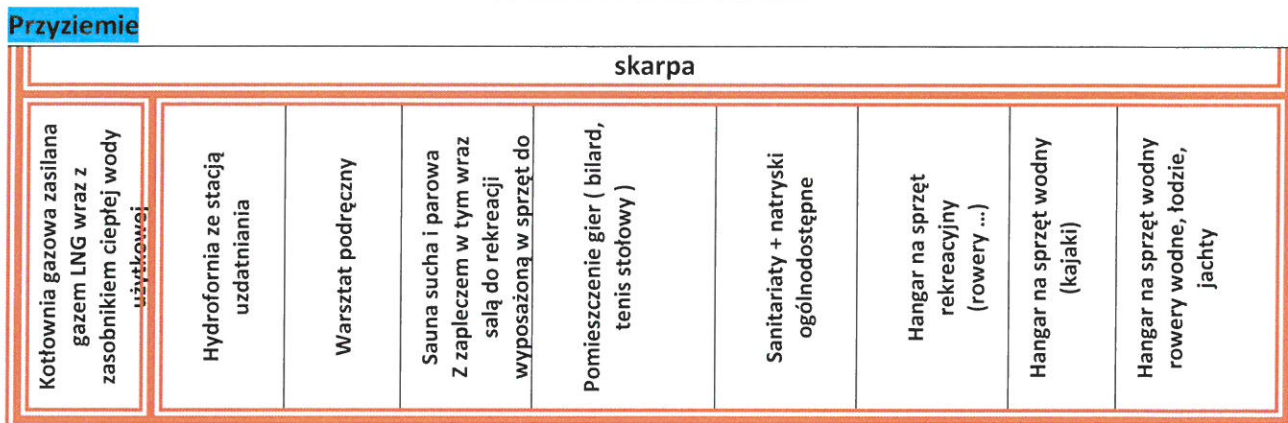 Przyziemie
skarpa
Kotłownia gazowa zasilana
gazem LNG wraz z
zasobnikiem ciepłej wody
użytkowej
Hydrofornia ze stacją
uzdatniania
Warsztat podręczny
Sauna sucha i parowa
Z zapleczem w tym wraz
salą do rekreacji
wyposażoną w sprzęt do
Pomieszczenie gier ( bilard,
tenis stołowy )
Sanitariaty + natryski
ogólnodostępne
Hangar na sprzęt
rekreacyjny
(rowery ...)
Hangar na sprzęt wodny
(kajaki)
Hangar na sprzęt wodny
rowery wodne, łodzie,
jachty